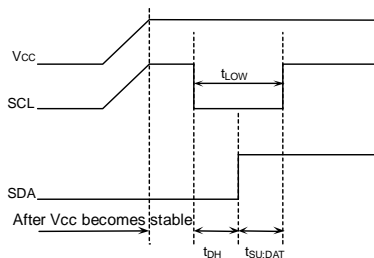 VCC
tLOW
SCL
SDA
After Vcc becomes stable
tDH
tSU;DAT